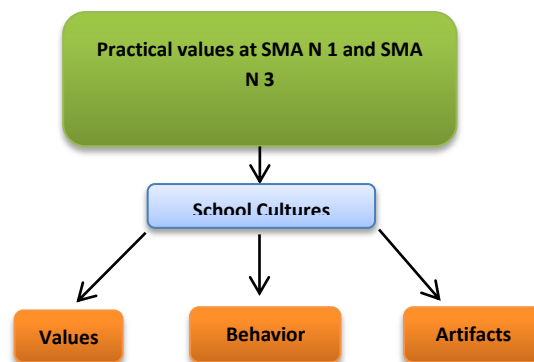 Practical values at SMA N 1 and SMA
N 3
School Cultures
Values
Behavior
Artifacts